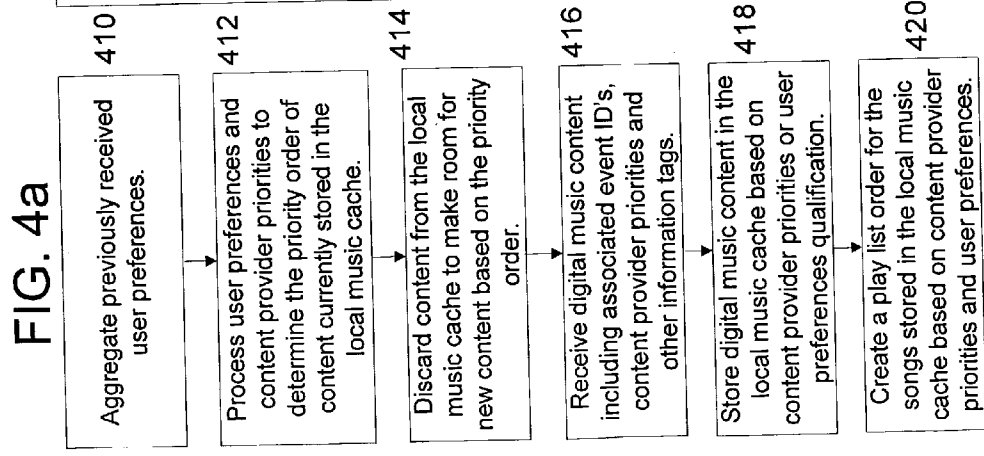 FIG. 4a
410
Aggregate previously received
user preferences.
412
Process user preferences and
content provider priorities to
determine the priority order of
content currently stored in the
local music cache.
414
Discard content from the local
music cache to make room for
new content based on the priority
order.
416
Receive digital music content
including associated event ID's,
content provider priorities and
other information tags.
418
Store digital music content in the
local music cache based on
content provider priorities or user
preferences qualification.
420
Create a play list order for the
songs stored in the local music
cache based on content provider
priorities and user preferences.